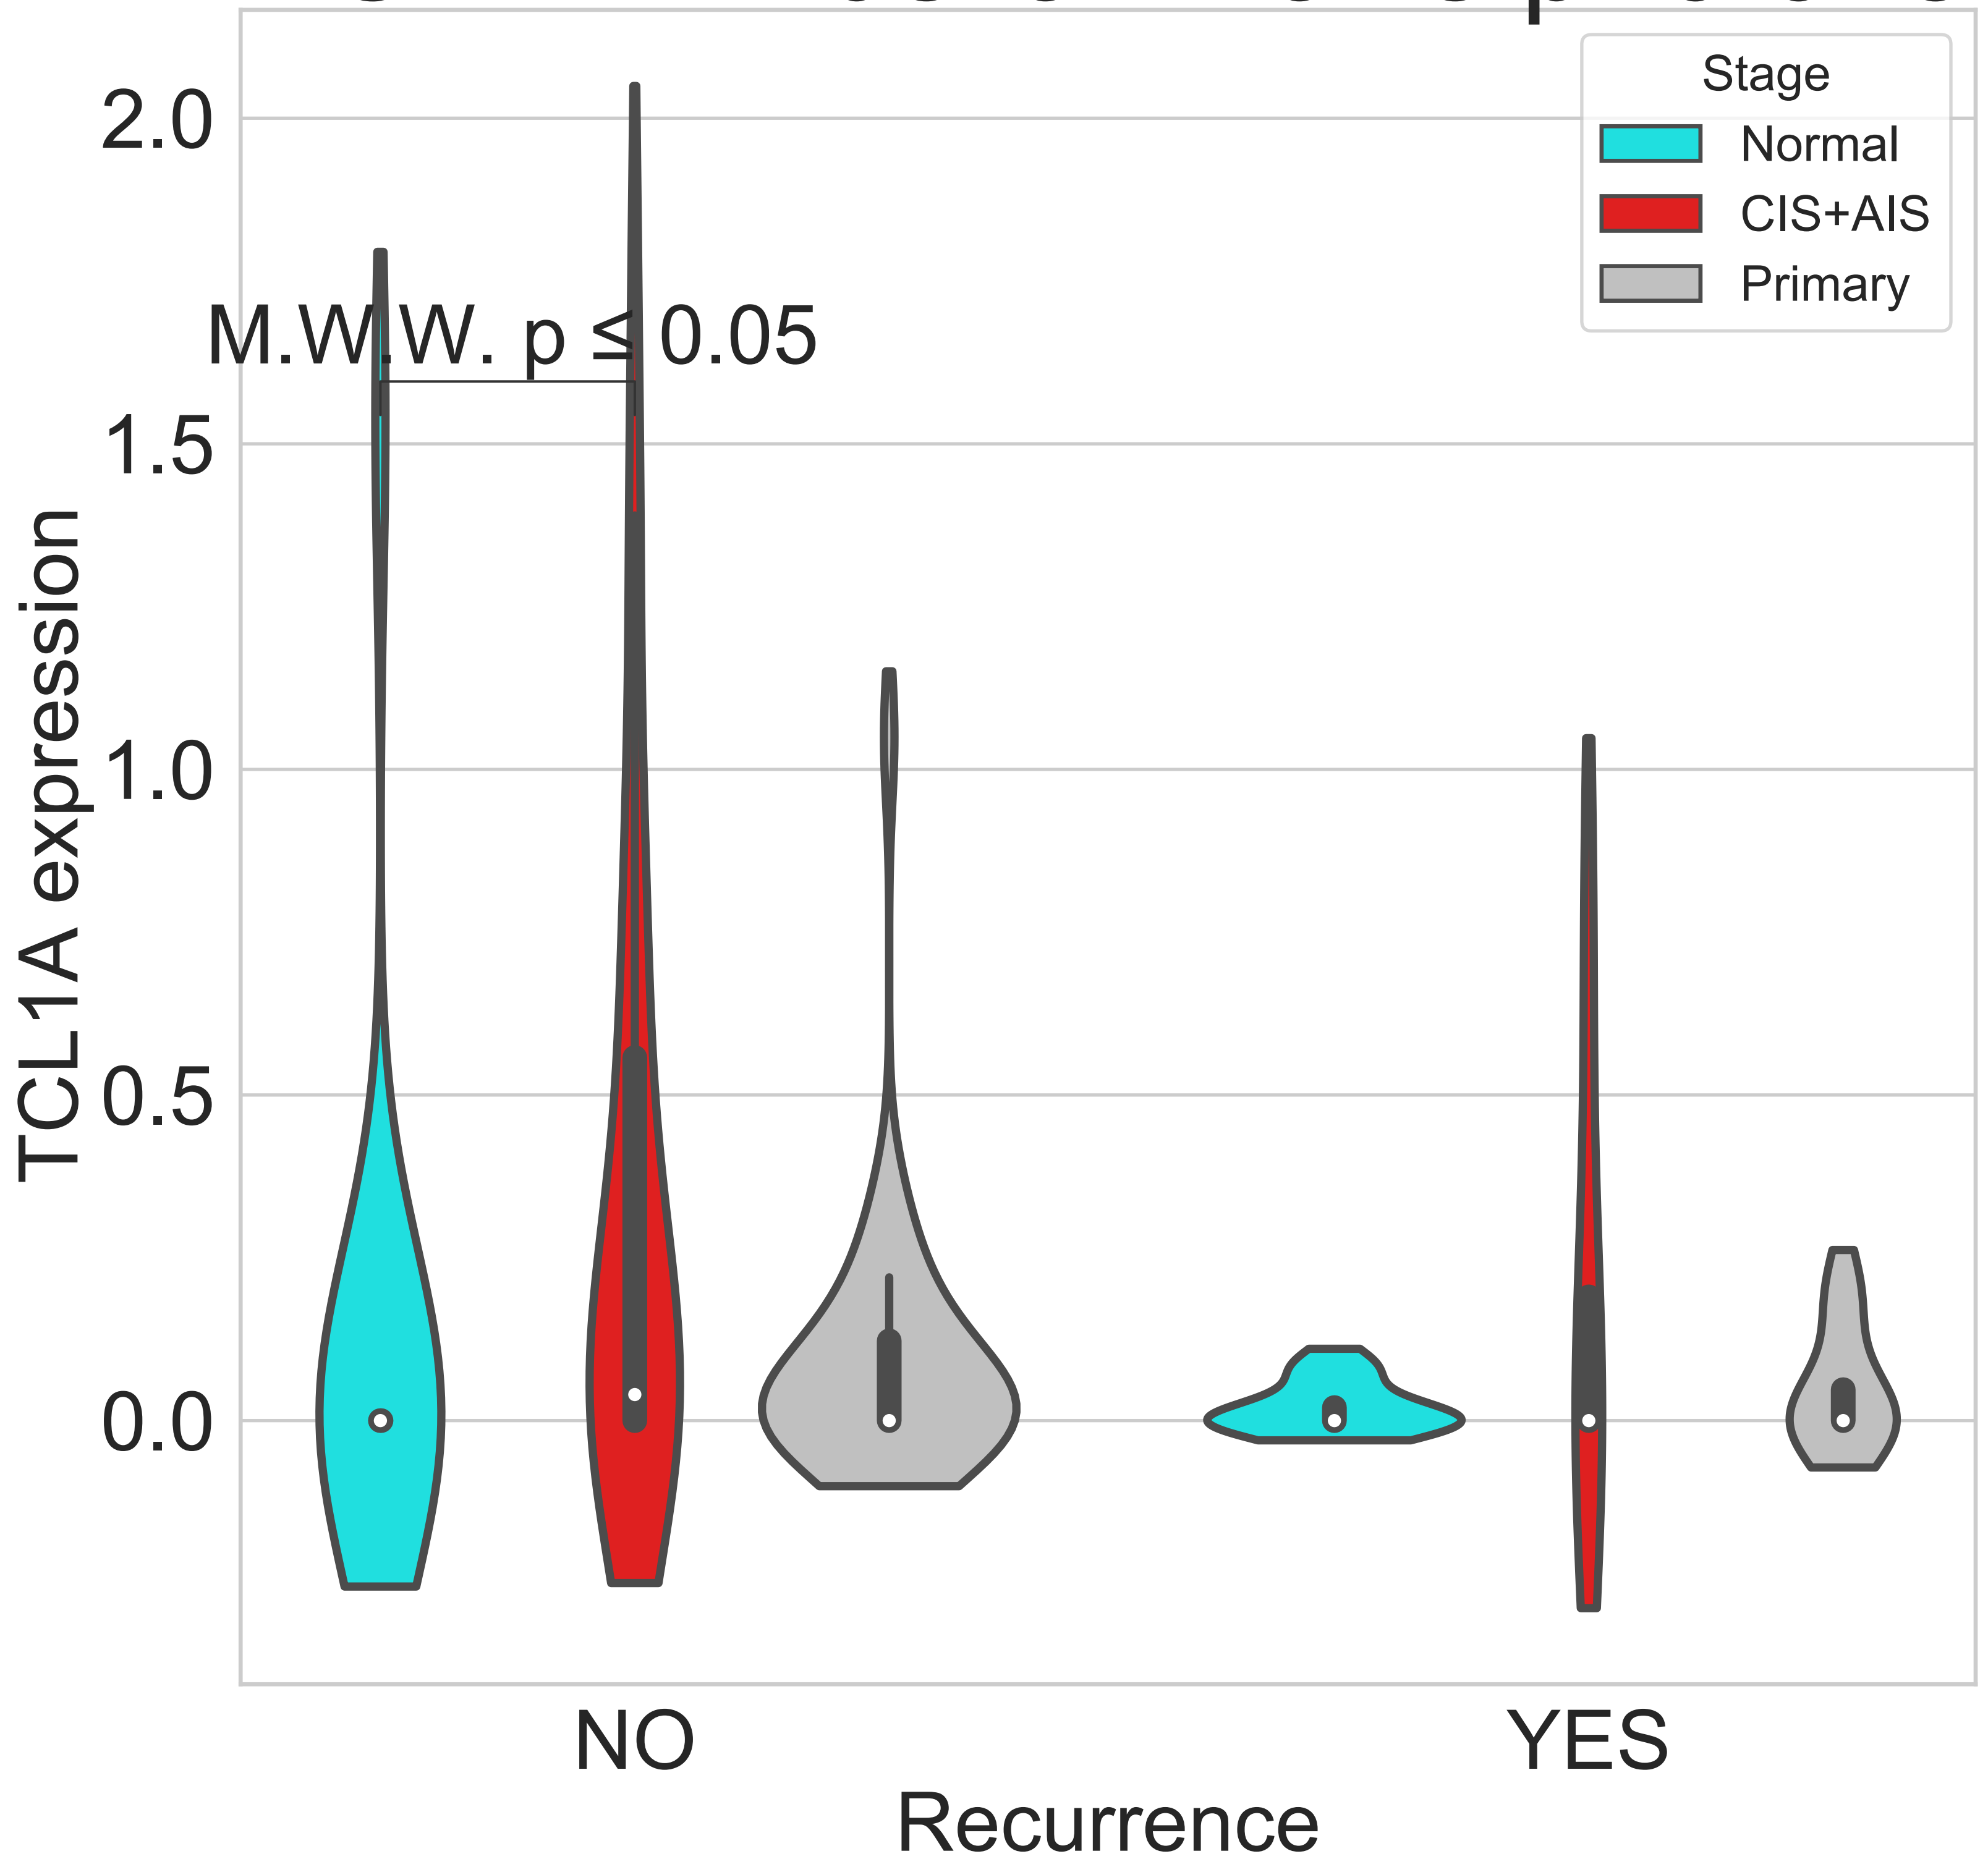 Stage
Normal
CIS+AIS
Primary
M.W.W. p ≤ 0.05
2.0
1.5
1.0
0.5
0.0
TCL1A expression
NO
YES
Recurrence